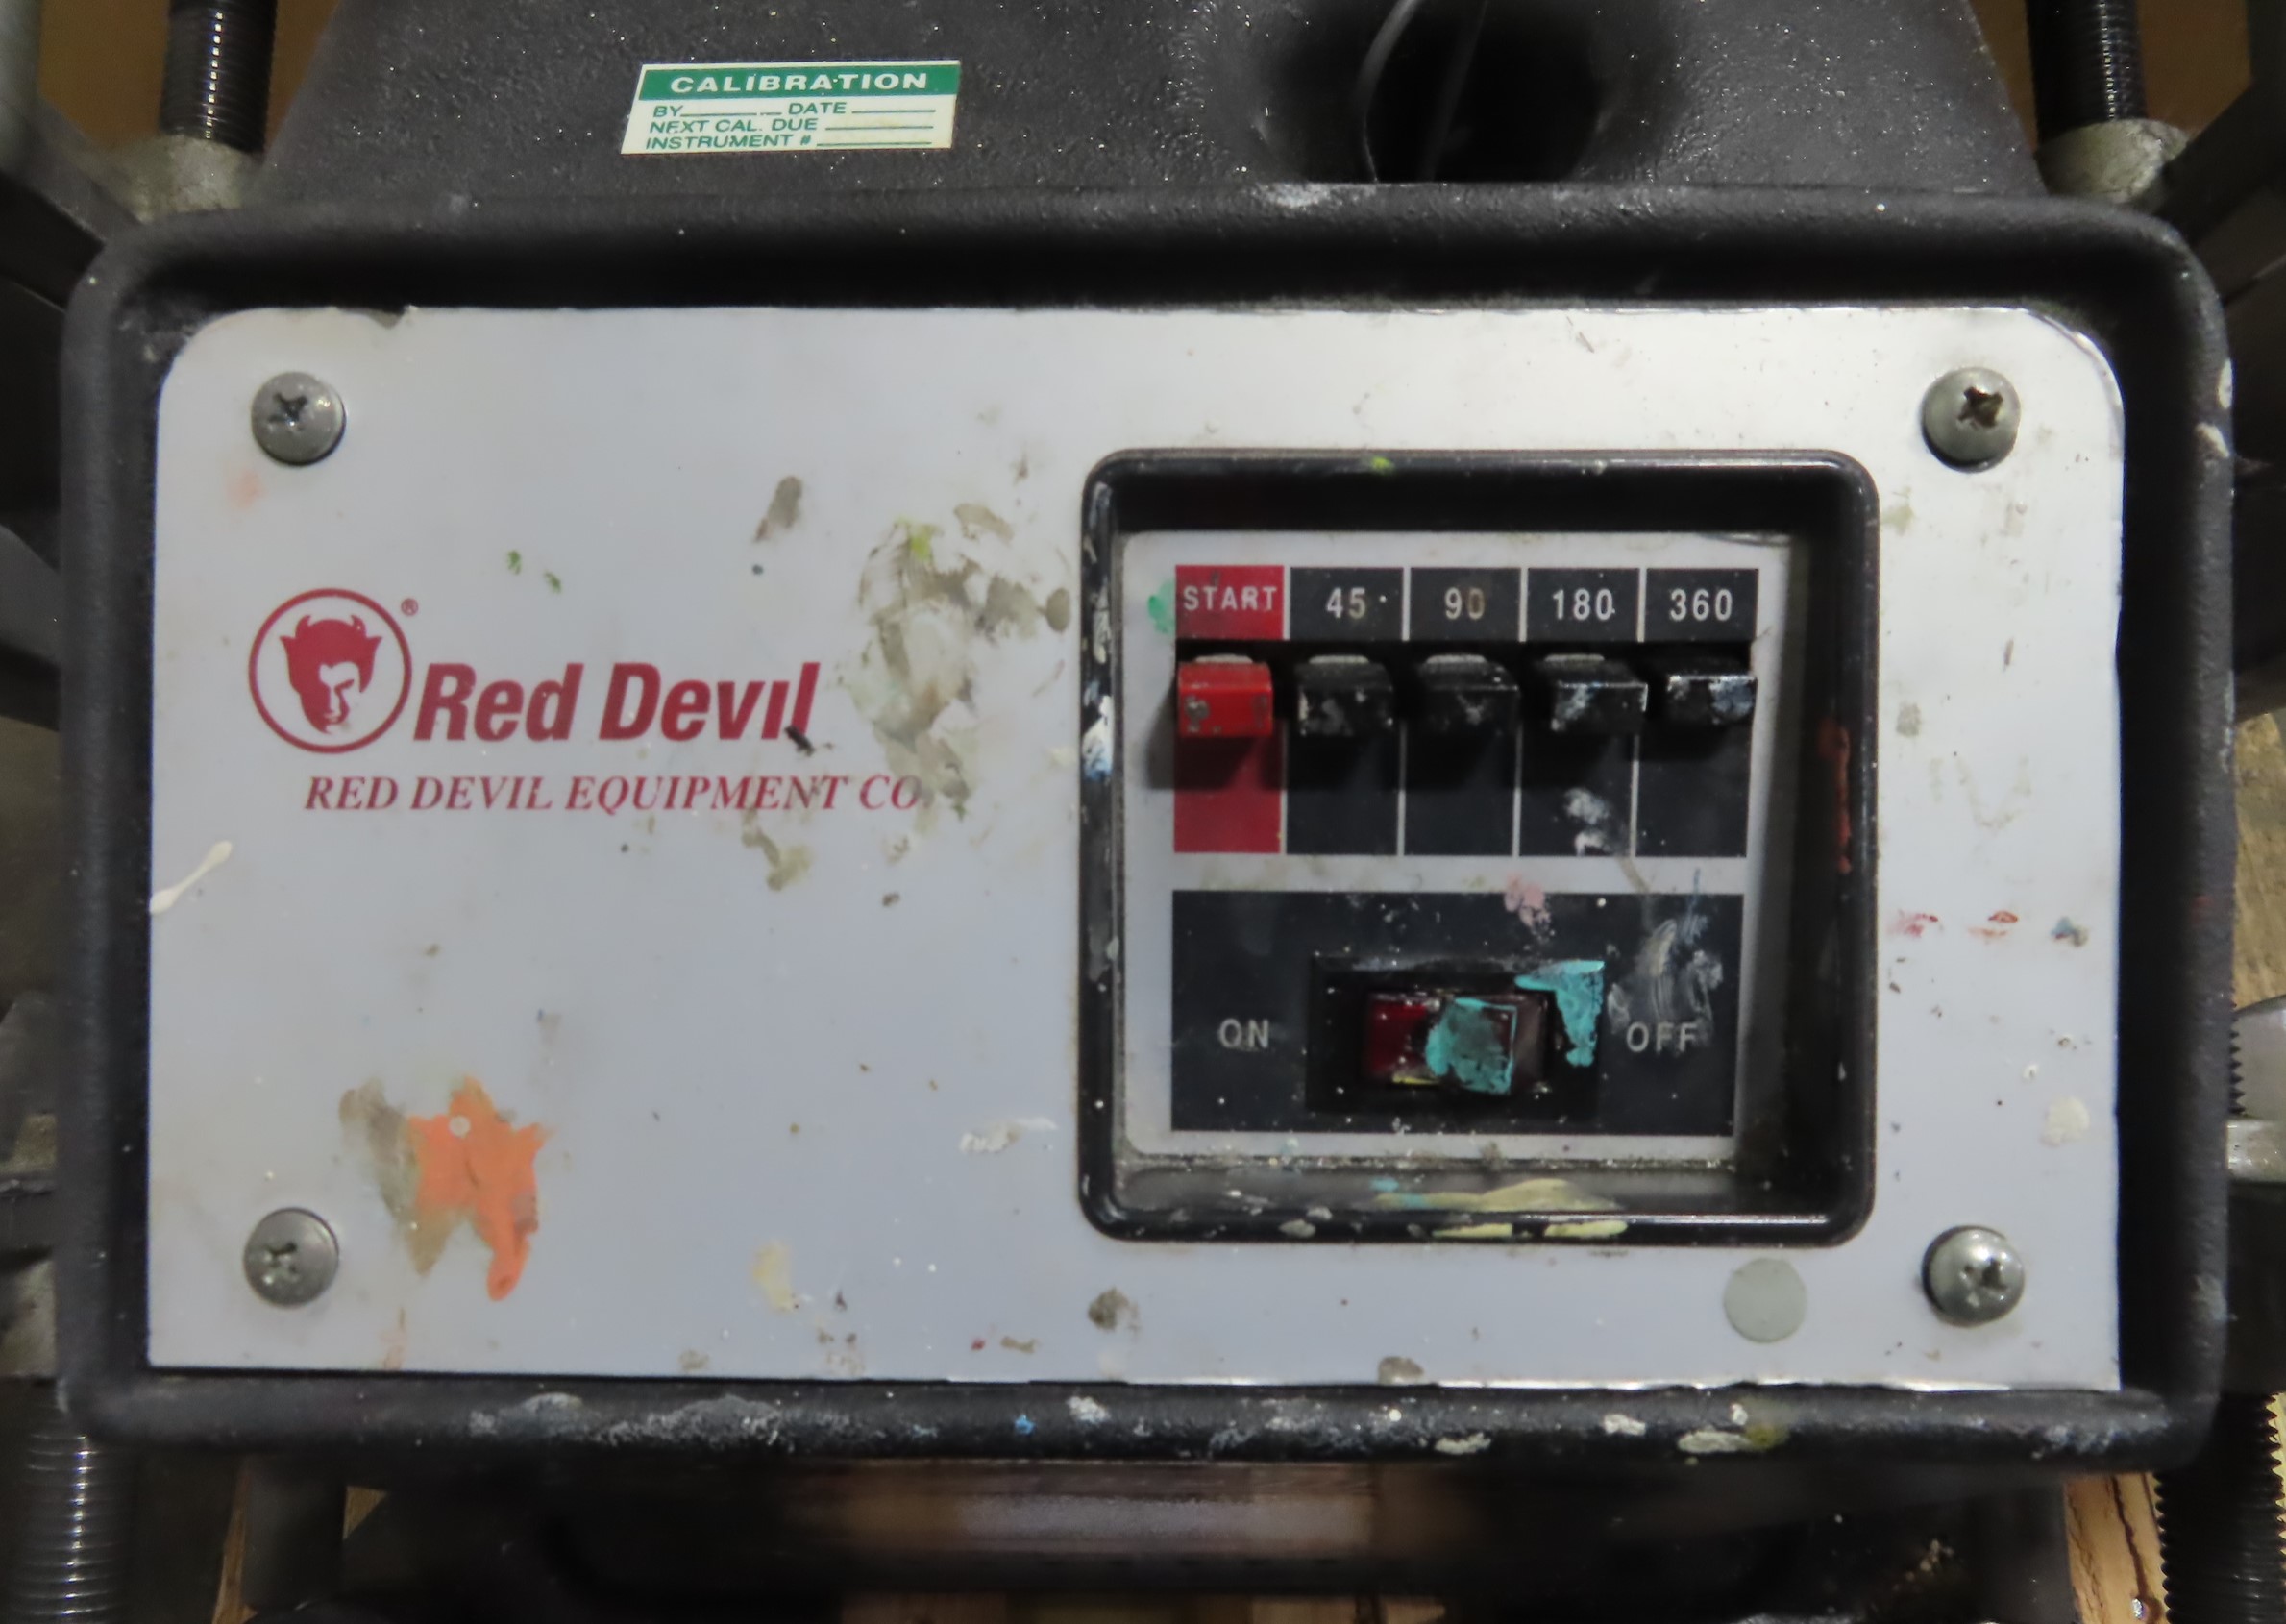 CALIBRATION
BY DATE
NEXT CAL. DUE
INSTRUMENT #
START 45 90 180 360
® Red Devil
RED DEVIL EQUIPMENT CO.
ON OFF